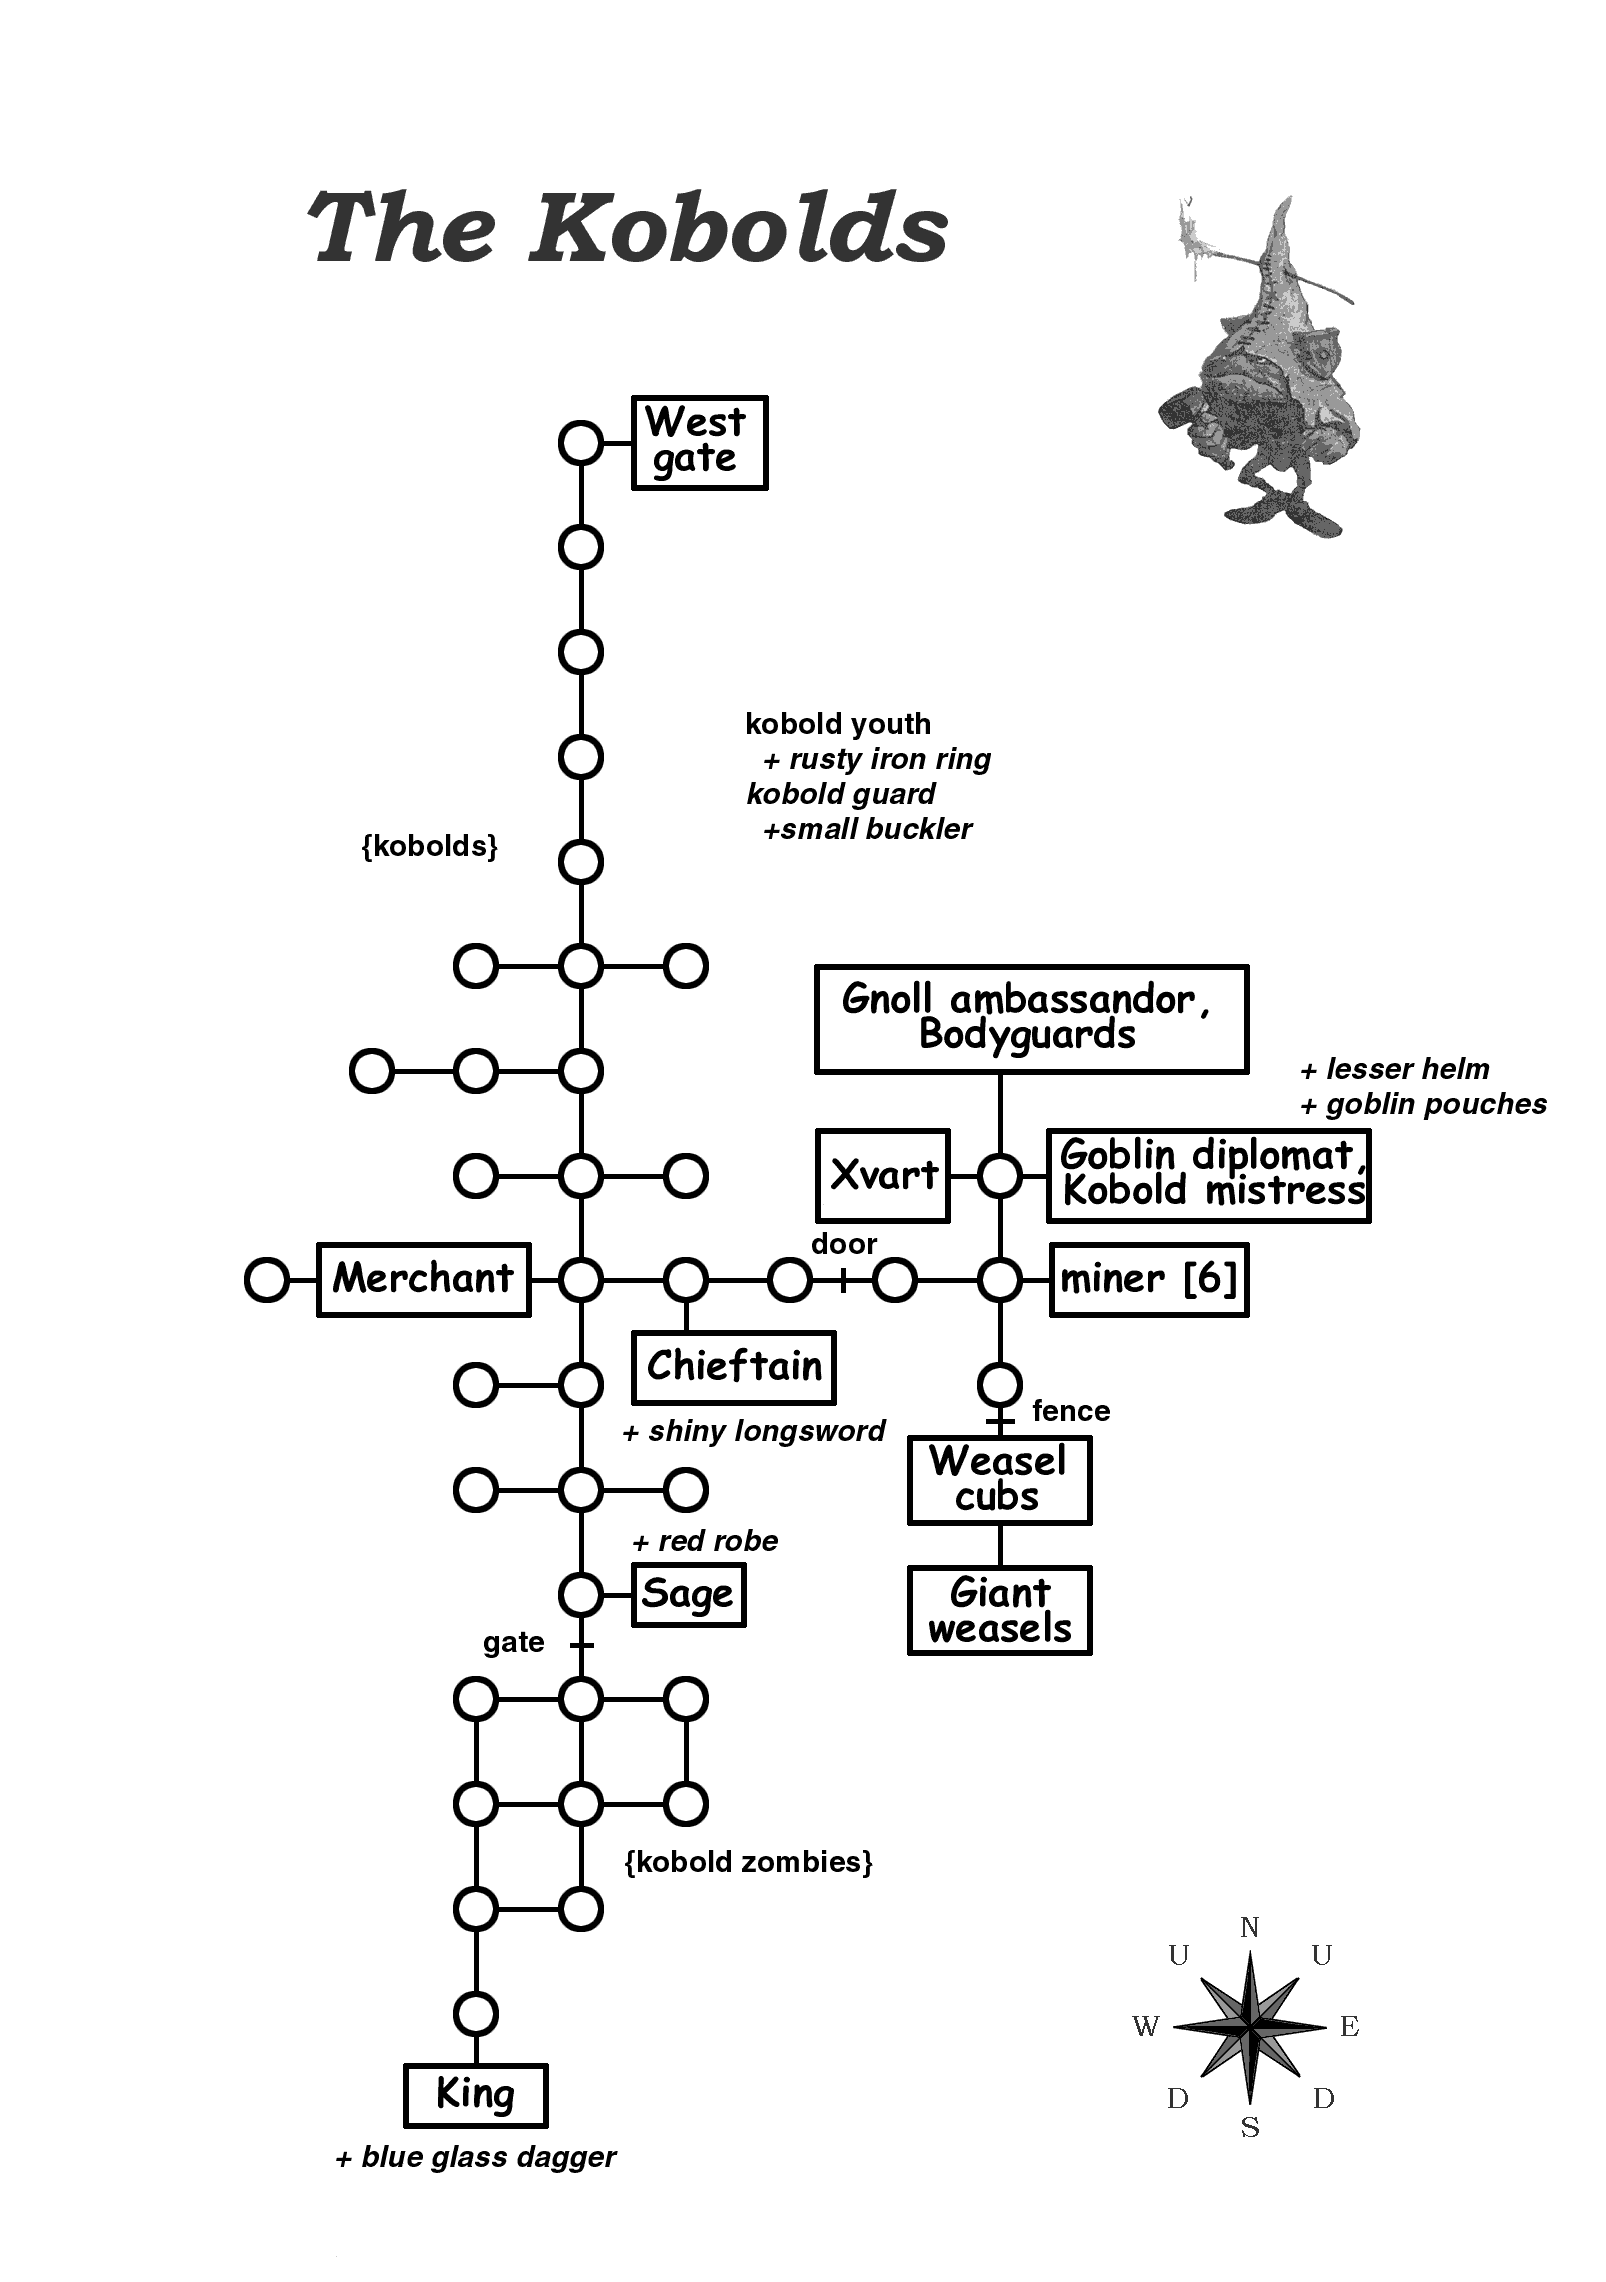 The Kobolds
West
gate
kobold youth
+ rusty iron ring
kobold guard
+small buckler
{kobolds}
Gnoll ambassandor,
Bodyguards
+ lesser helm
+ goblin pouches
Xvart
Goblin diplomat,
Kobold mistress
door
Merchant
miner [6]
Chieftain
+ shiny longsword
fence
Weasel
cubs
+ red robe
Sage
Giant
weasels
gate
{kobold zombies}
N
U U
W E
D D
S
King
+ blue glass dagger